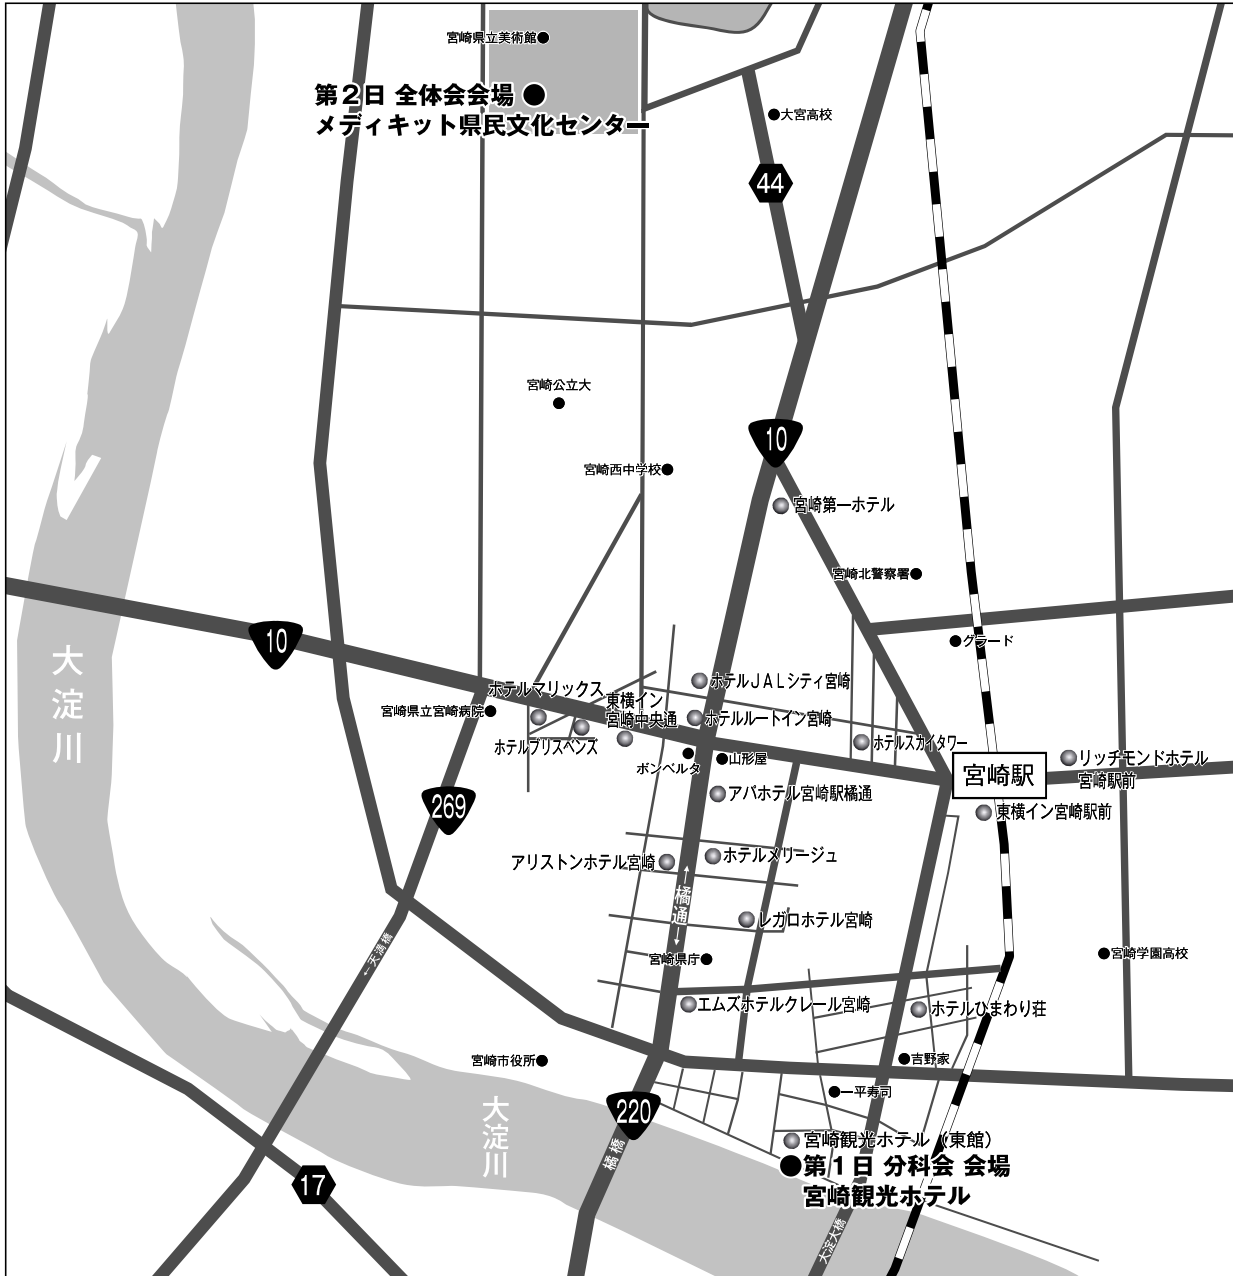 宮崎県立美術館
第２日 全体会会場
メディキット県民文化センター
大宮高校
44
宮崎公立大
10
宮崎西中学校
宮崎第一ホテル
宮崎北警察署
グラード
10
大淀川
ホテルＪＡＬシティ宮崎
ホテルマリックス
東横イン
宮崎中央通
宮崎県立宮崎病院
ホテルルートイン宮崎
ホテルブリスベンズ
ホテルスカイタワー
ボンベルタ
山形屋
宮崎駅
リッチモンドホテル
宮崎駅前
アパホテル宮崎駅橘通
269
東横イン宮崎駅前
アリストンホテル宮崎
ホテルメリージュ
←橘通→
レガロホテル宮崎
←天満橋
宮崎県庁
宮崎学園高校
エムズホテルクレール宮崎
ホテルひまわり荘
宮崎市役所
吉野家
一平寿司
220
大淀川
橘橋
宮崎観光ホテル（東館）
第１日 分科会 会場
宮崎観光ホテル
17
大淀大橋